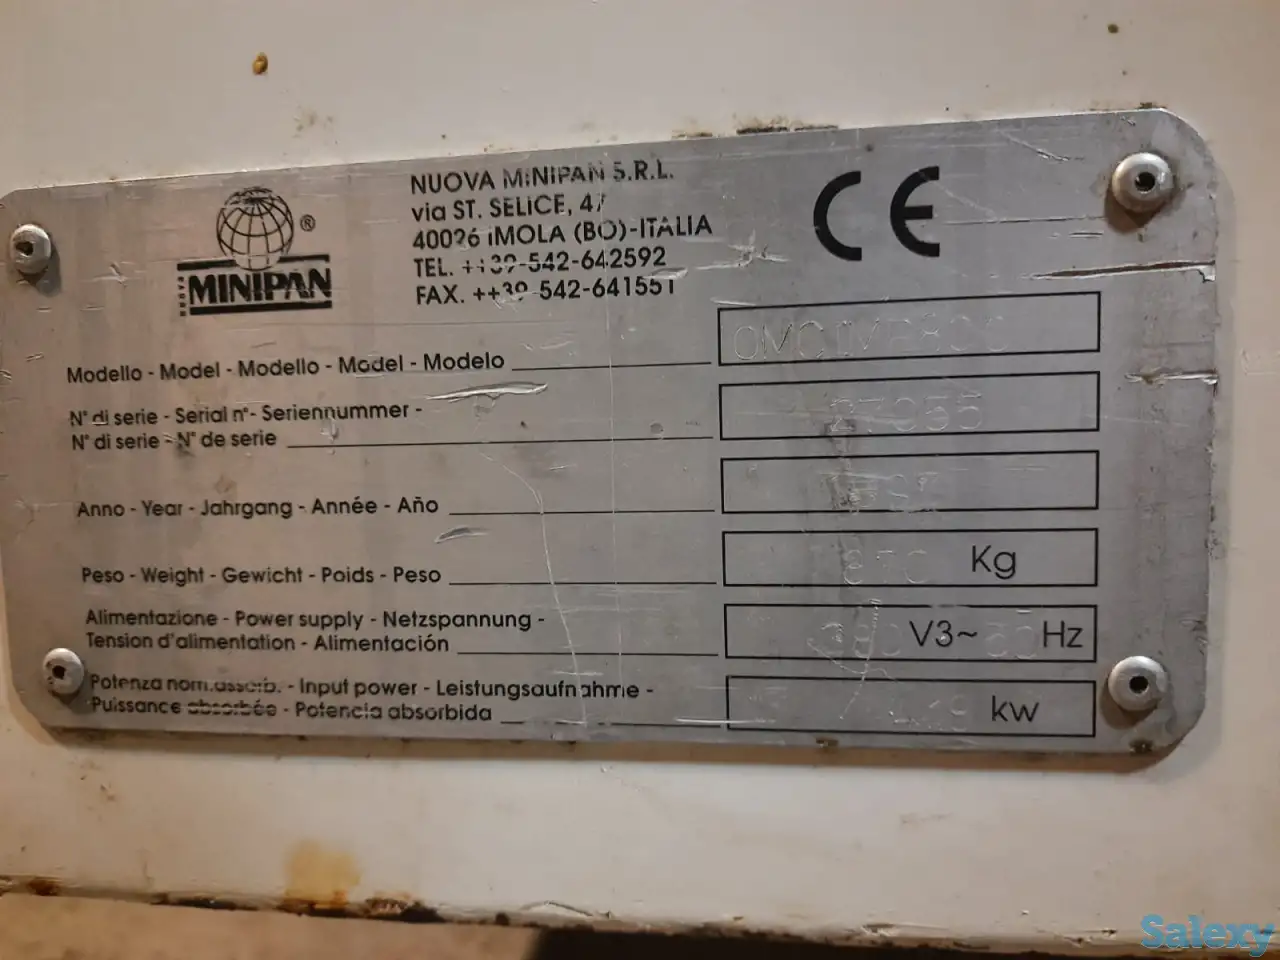 NUOVA MINIPAN S.R.L.
via ST. SELICE, 47
40026 IMOLA (BO)-ITALIA
TEL. ++39-542-642592
FAX. ++39-542-641551
®
MINIPAN
CE
Modello - Model - Modello - Model - Modelo
N° di serie - Serial n°- Seriennummer -
N° di serie - N° de serie
27055
Anno - Year - Jahrgang - Année - Año
Peso - Weight - Gewicht - Poids - Peso
Kg
Alimentazione - Power supply - Netzspannung -
Tension d'alimentation - Alimentación
V3~ Hz
Potenza nom.assorb. - Input power - Leistungsaufnahme -
Puissance absorbée - Potencia absorbida
kw
Salexy